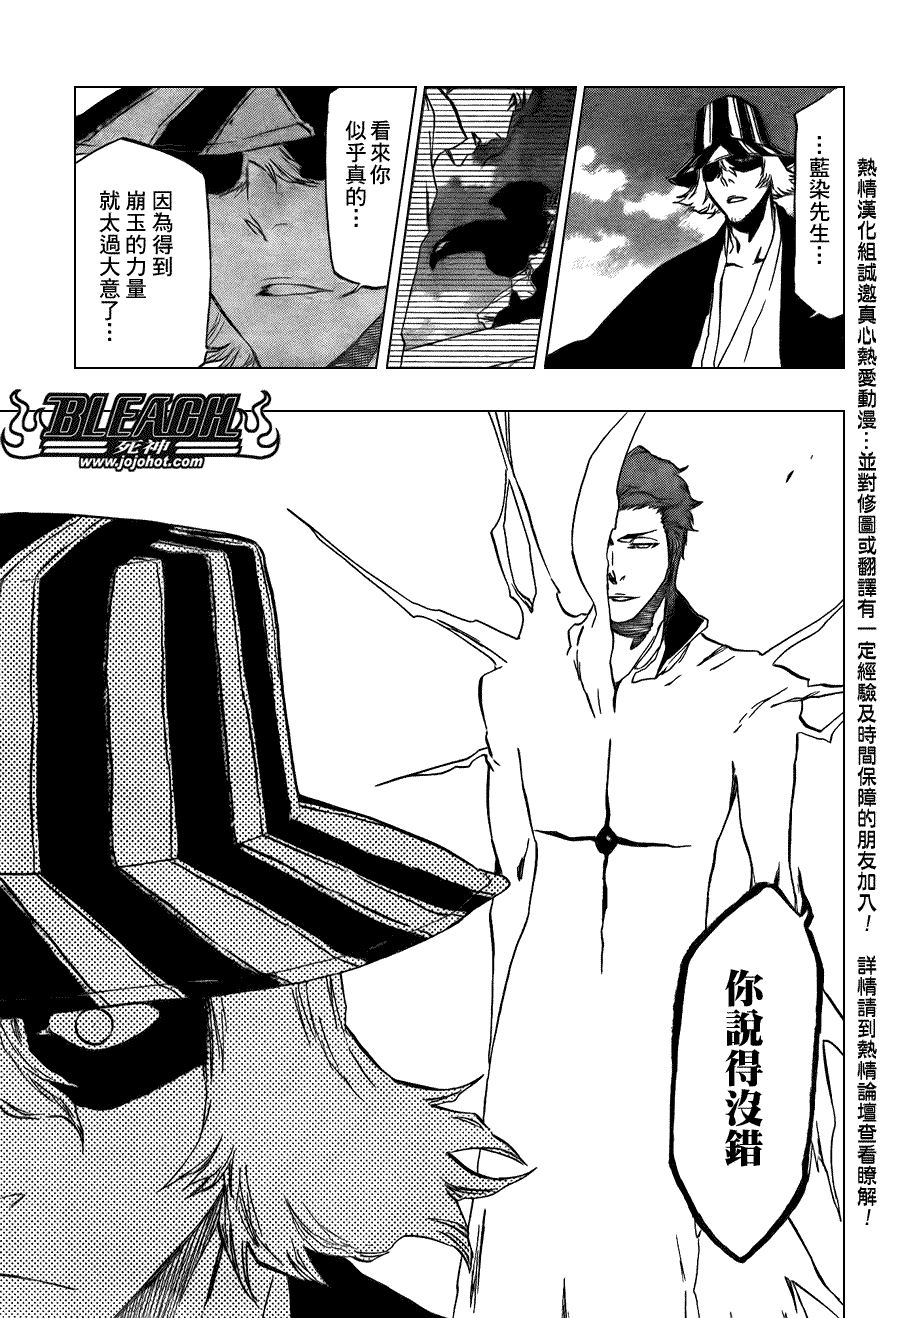 …藍染先生…
看來你
似乎真的…
因為得到
崩玉的力量
就太過大意了…
BLEACH
死神
www.jojohot.com
你說得沒錯
熱情漢化組誠邀真心熱愛動漫…並對修圖或翻譯有一定經驗及時間保障的朋友加入！ 詳情請到熱情論壇查看瞭解！